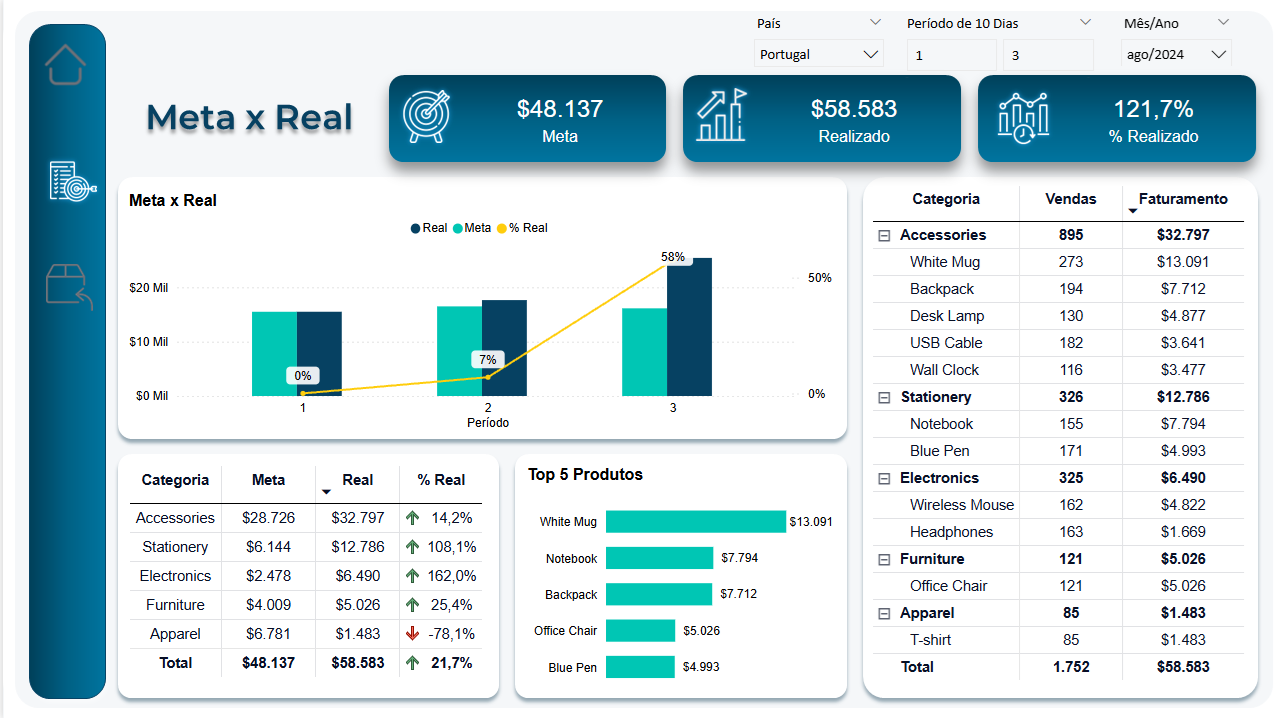 País
Período de 10 Dias
Mês/Ano
Portugal
1
3
ago/2024
Meta x Real
$48.137
Meta
$58.583
Realizado
121,7%
% Realizado
Meta x Real
Real Meta % Real
$20 Mil
$10 Mil
$0 Mil
58%
7%
0%
50%
0%
1
2
3
Período
Categoria Meta Real % Real
Accessories $28.726 $32.797 14,2%
Stationery $6.144 $12.786 108,1%
Electronics $2.478 $6.490 162,0%
Furniture $4.009 $5.026 25,4%
Apparel $6.781 $1.483 -78,1%
Total $48.137 $58.583 21,7%
Top 5 Produtos
White Mug $13.091
Notebook $7.794
Backpack $7.712
Office Chair $5.026
Blue Pen $4.993
Categoria Vendas Faturamento
Accessories 895 $32.797
White Mug 273 $13.091
Backpack 194 $7.712
Desk Lamp 130 $4.877
USB Cable 182 $3.641
Wall Clock 116 $3.477
Stationery 326 $12.786
Notebook 155 $7.794
Blue Pen 171 $4.993
Electronics 325 $6.490
Wireless Mouse 162 $4.822
Headphones 163 $1.669
Furniture 121 $5.026
Office Chair 121 $5.026
Apparel 85 $1.483
T-shirt 85 $1.483
Total 1.752 $58.583